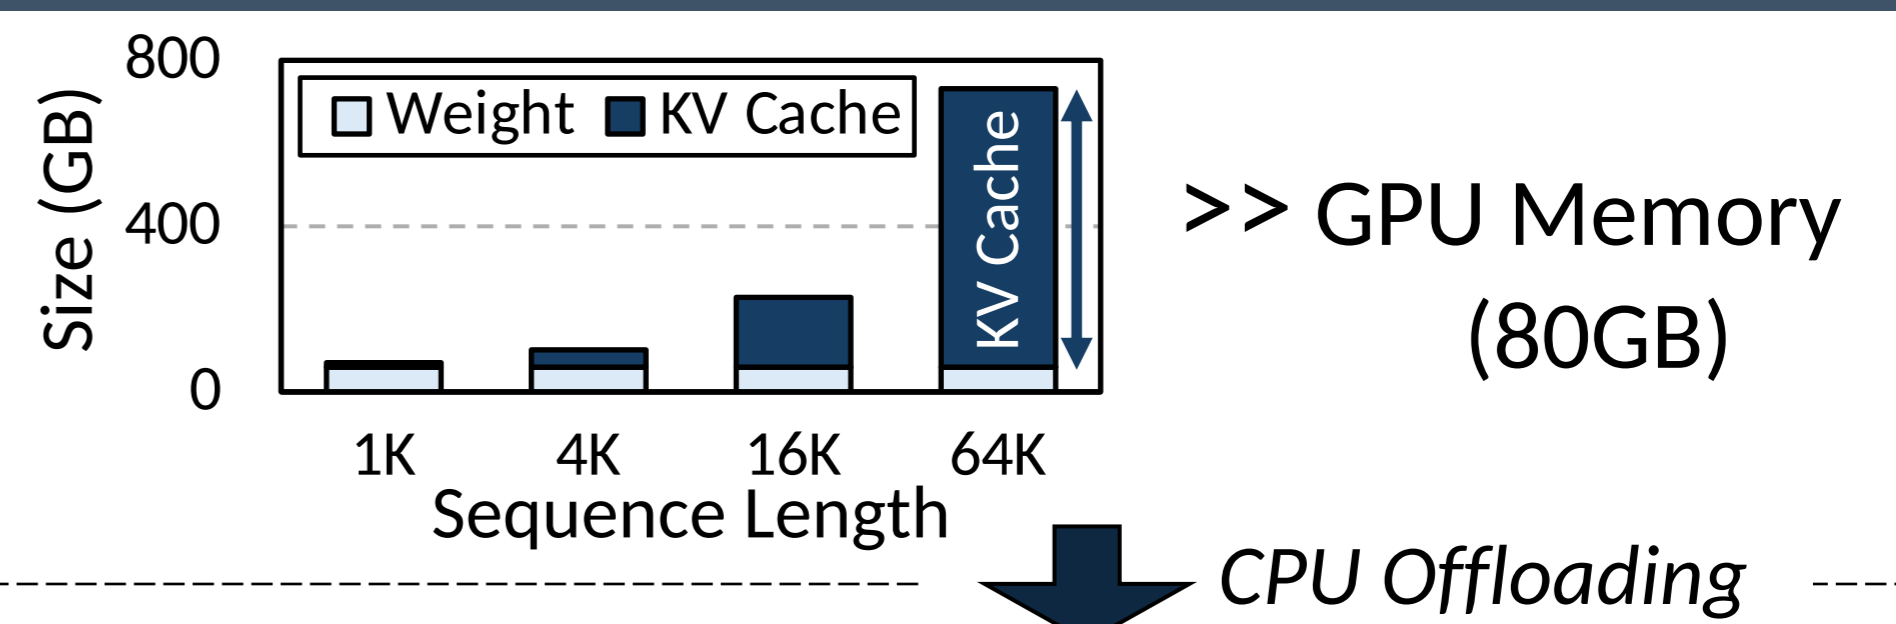 800
400
0
Size (GB)
Weight
KV Cache
KV Cache
1K
4K
16K
64K
Sequence Length
>> GPU Memory
(80GB)
CPU Offloading